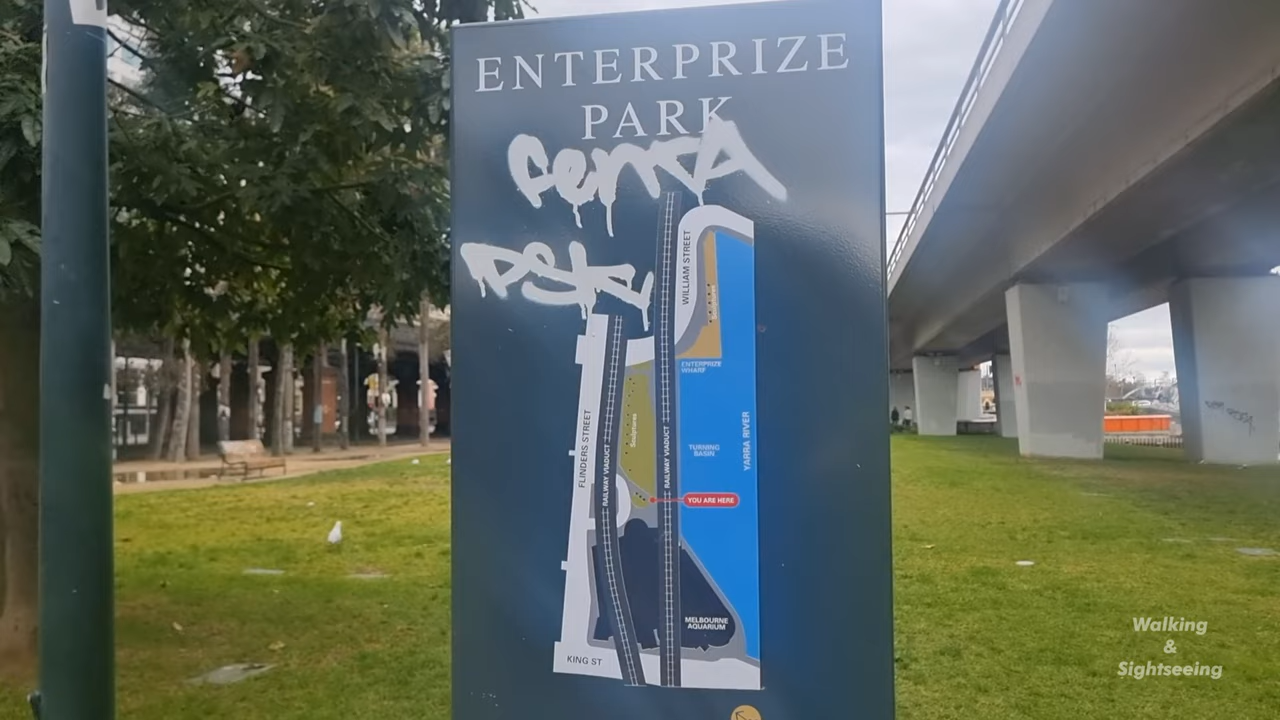 ENTERPRIZE
PARK
WILLIAM STREET
ENTERPRIZE
WHARF
FLINDERS STREET
Sculptures
RAILWAY VIADUCT
RAILWAY VIADUCT
TURNING
BASIN
YARRA RIVER
YOU ARE HERE
MELBOURNE
AQUARIUM
KING ST
Walking
&
Sightseeing